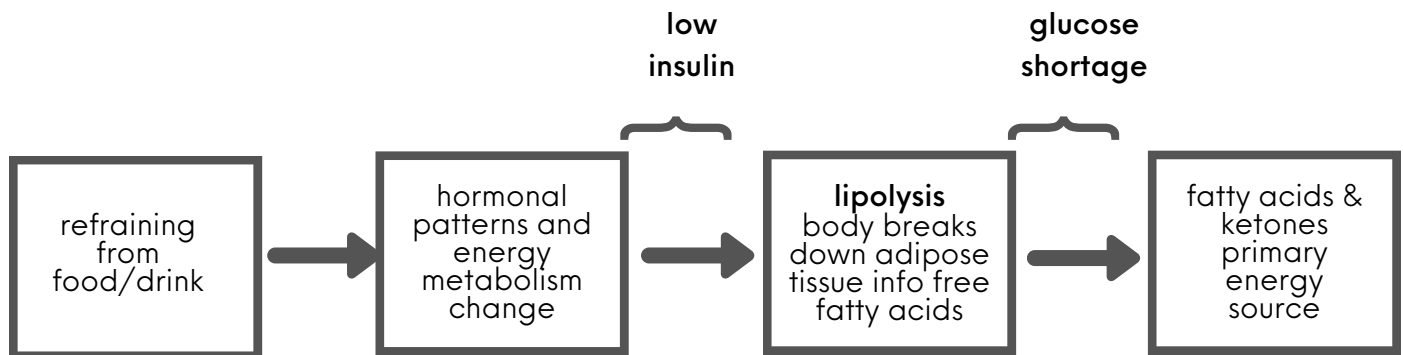 low
insulin
glucose
shortage
refraining
from
food/drink
hormonal
patterns and
energy
metabolism
change
lipolysis
body breaks
down adipose
tissue info free
fatty acids
fatty acids &
ketones
primary
energy
source